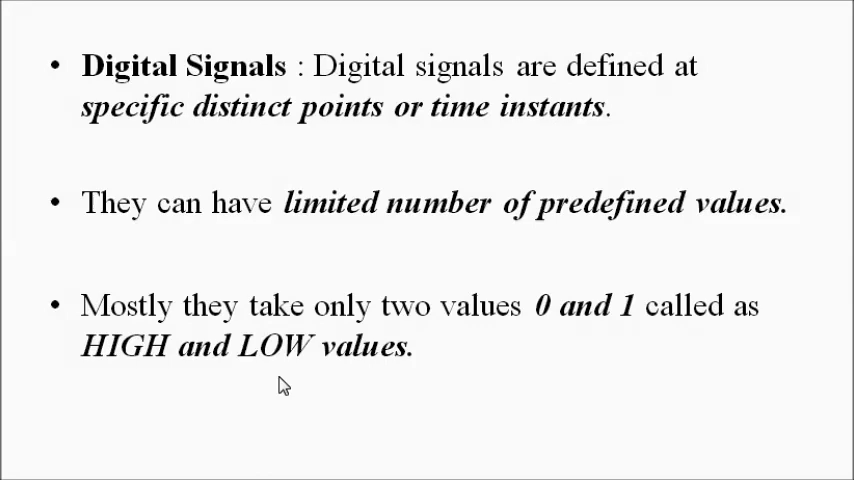 • Digital Signals : Digital signals are defined at
specific distinct points or time instants.
• They can have limited number of predefined values.
• Mostly they take only two values 0 and 1 called as
HIGH and LOW values.